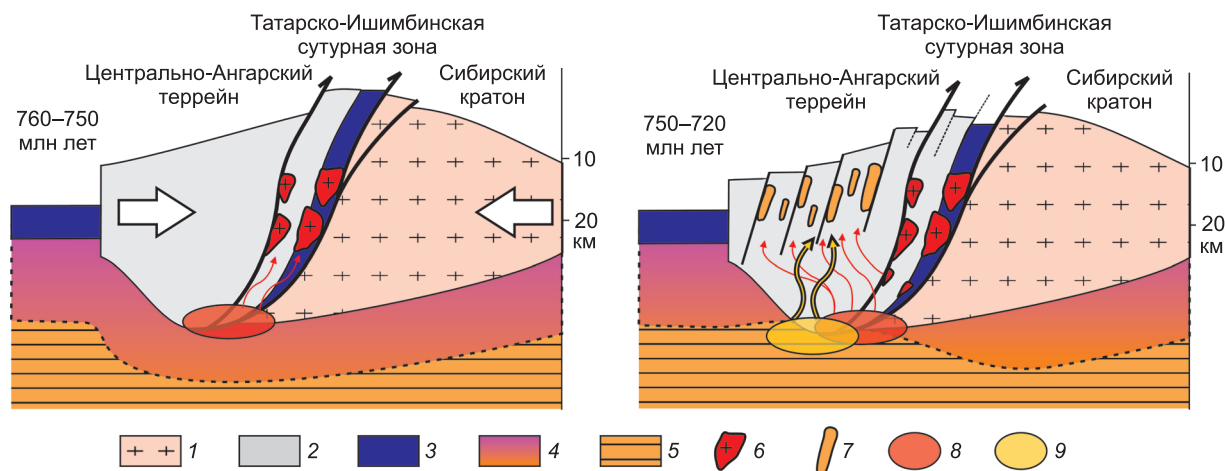 Татарско-Ишимбинская
сутурная зона
Центрально-Ангарский
террейн
Сибирский
кратон
760–750
млн лет
10
20
км
Татарско-Ишимбинская
сутурная зона
Центрально-Ангарский
террейн
Сибирский
кратон
750–720
млн лет
10
20
км
1 2 3 4 5 6 7 8 9